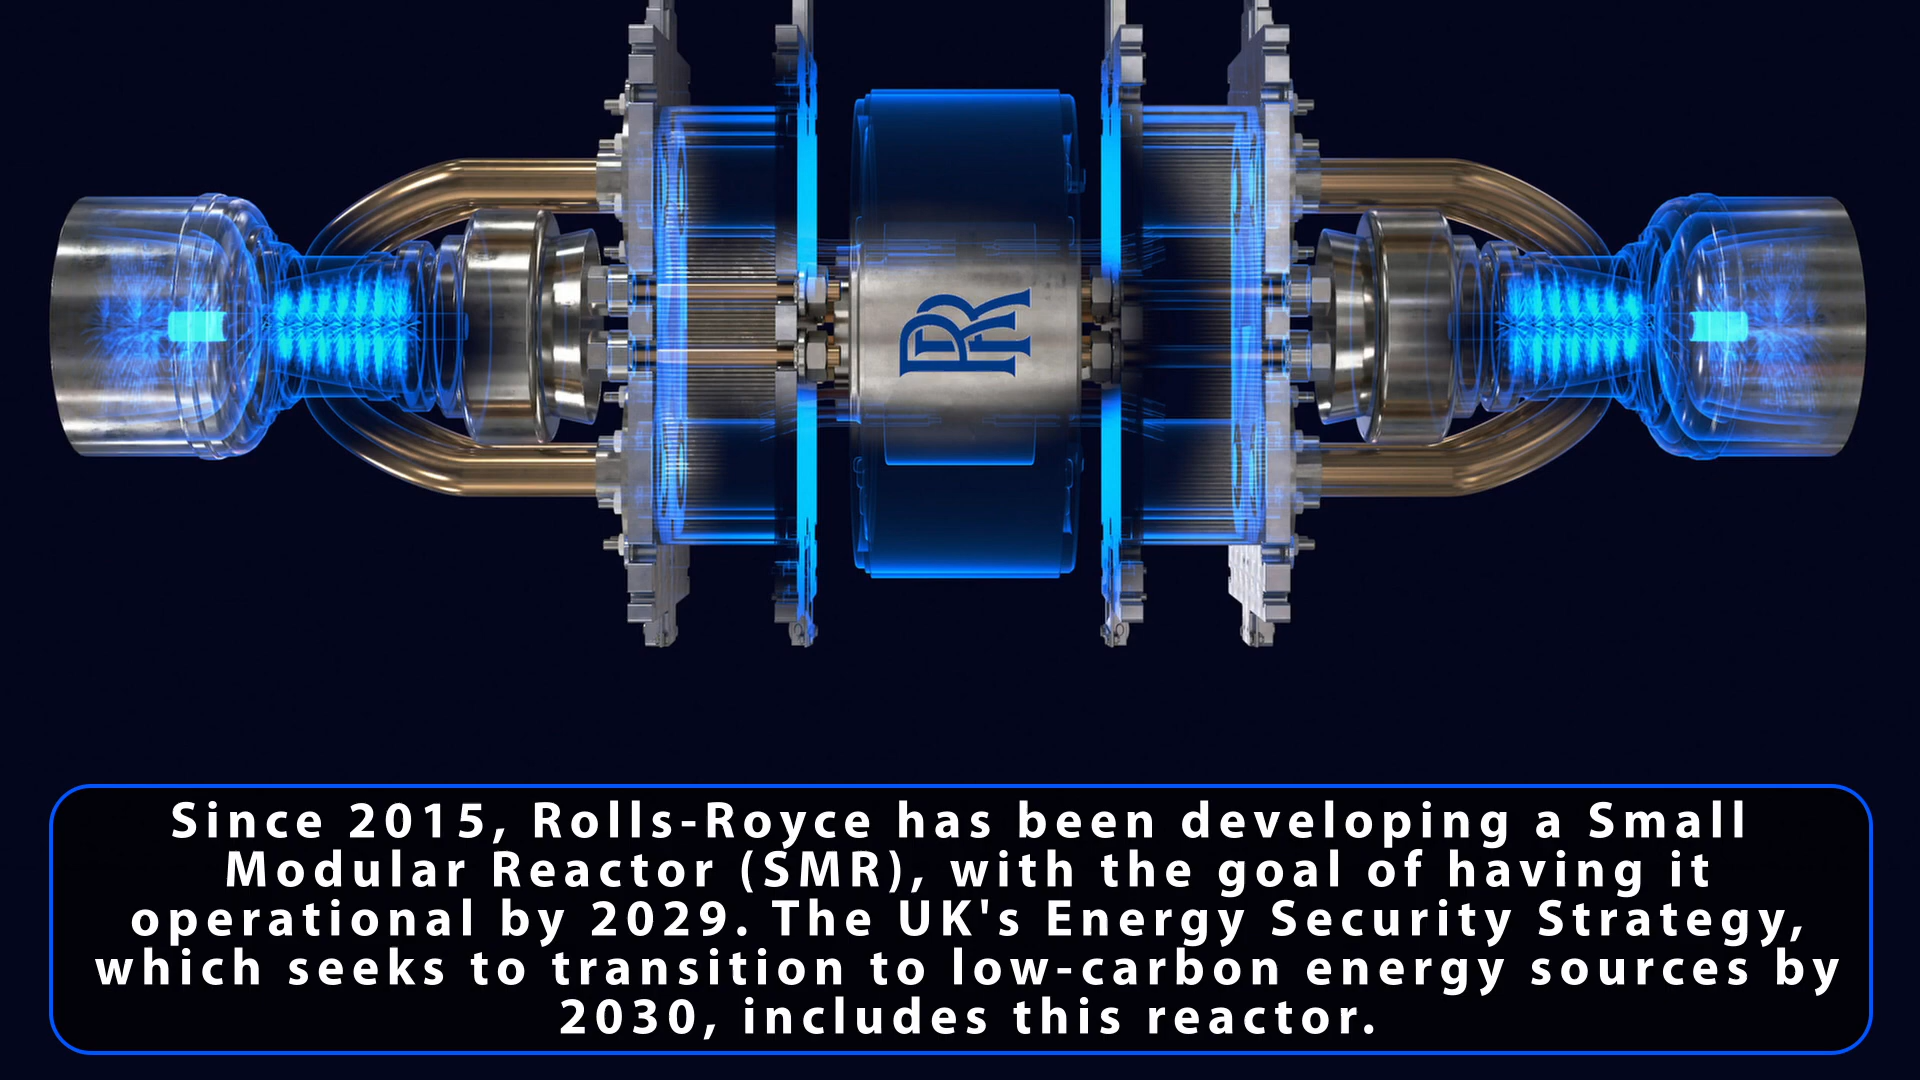 RR
Since 2015, Rolls-Royce has been developing a Small
Modular Reactor (SMR), with the goal of having it
operational by 2029. The UK's Energy Security Strategy,
which seeks to transition to low-carbon energy sources by
2030, includes this reactor.